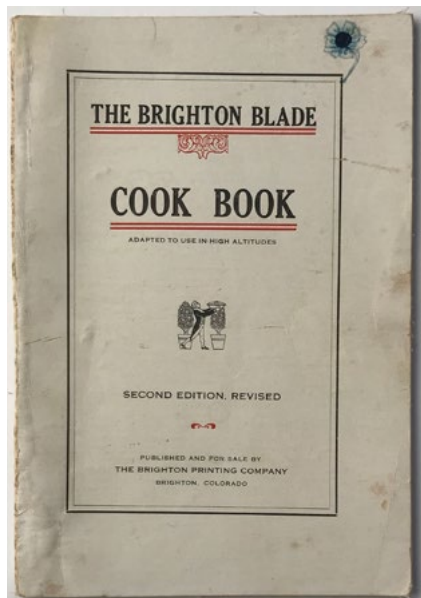 THE BRIGHTON BLADE
COOK BOOK
ADAPTED TO USE IN HIGH ALTITUDES
SECOND EDITION, REVISED
PUBLISHED AND FOR SALE BY
THE BRIGHTON PRINTING COMPANY
BRIGHTON, COLORADO